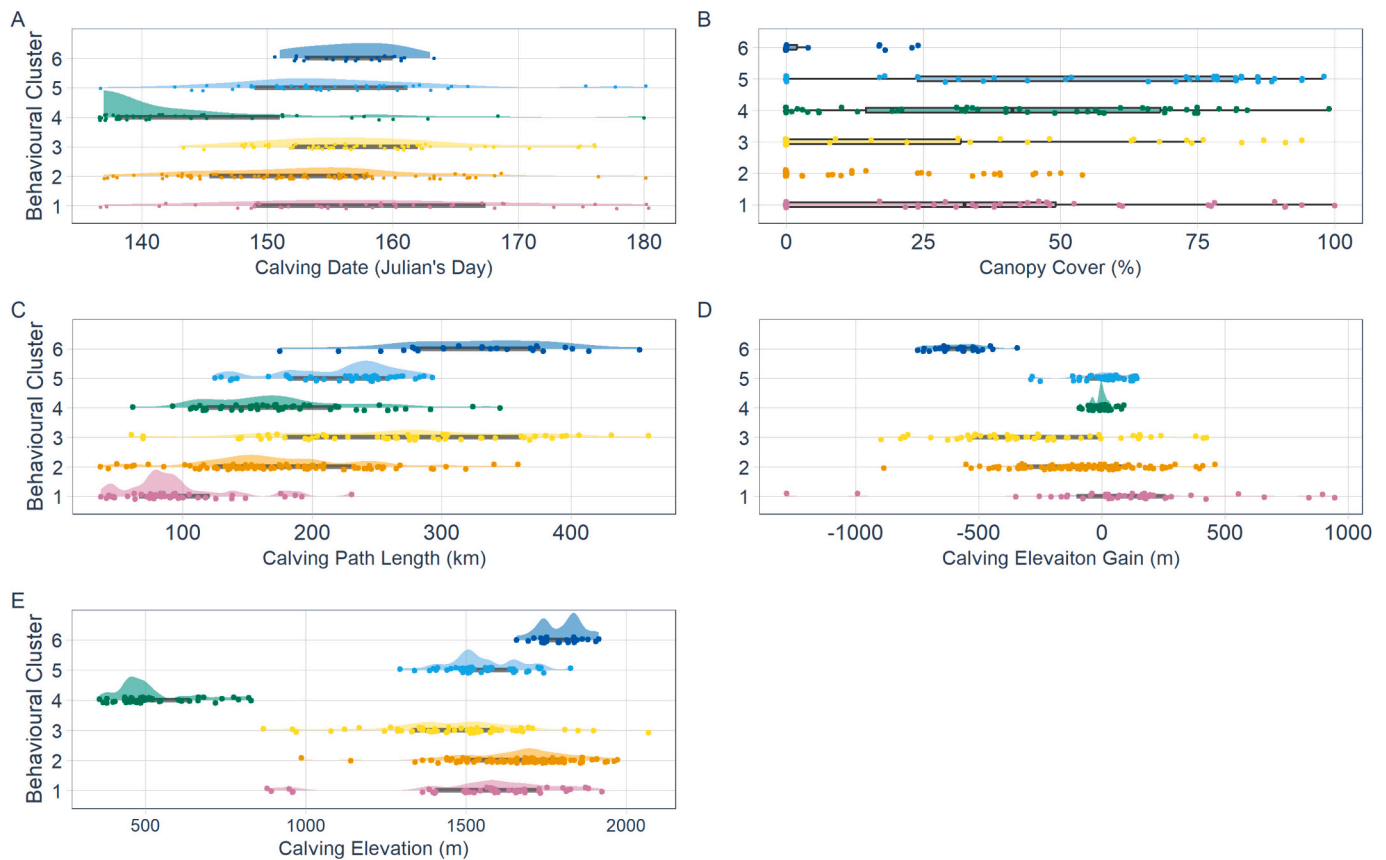 A
Behavioural Cluster
6
5
4
3
2
1
140 150 160 170 180
Calving Date (Julian's Day)
B
6
5
4
3
2
1
0 25 50 75 100
Canopy Cover (%)
C
Behavioural Cluster
6
5
4
3
2
1
100 200 300 400
Calving Path Length (km)
D
6
5
4
3
2
1
-1000 -500 0 500 1000
Calving Elevaiton Gain (m)
E
Behavioural Cluster
6
5
4
3
2
1
500 1000 1500 2000
Calving Elevation (m)